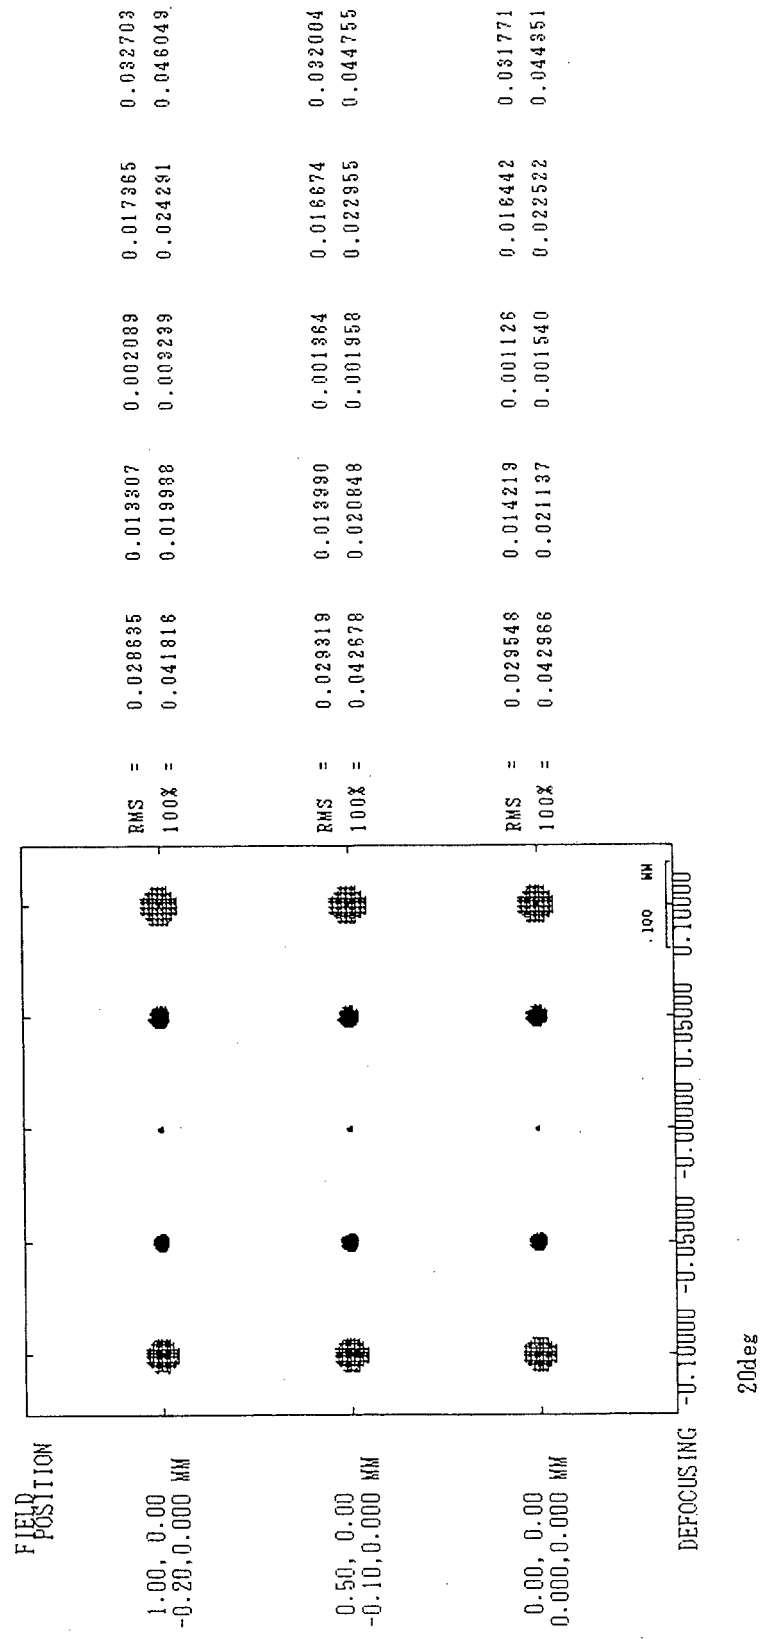 FIELD
POSITION
1.00, 0.00
-0.20,0.000 MM
0.50, 0.00
-0.10,0.000 MM
0.00, 0.00
0.000,0.000 MM
DEFOCUSING -0.10000 -0.05000 -0.00000 0.05000 0.10000
.100 MM
RMS = 0.028635 0.013307 0.002089 0.017365 0.032703
100% = 0.041816 0.019988 0.003239 0.024291 0.046049
RMS = 0.029319 0.013990 0.001364 0.016674 0.032004
100% = 0.042678 0.020848 0.001958 0.022955 0.044755
RMS = 0.029548 0.014219 0.001126 0.016442 0.031771
100% = 0.042966 0.021137 0.001540 0.022522 0.044351
20deg